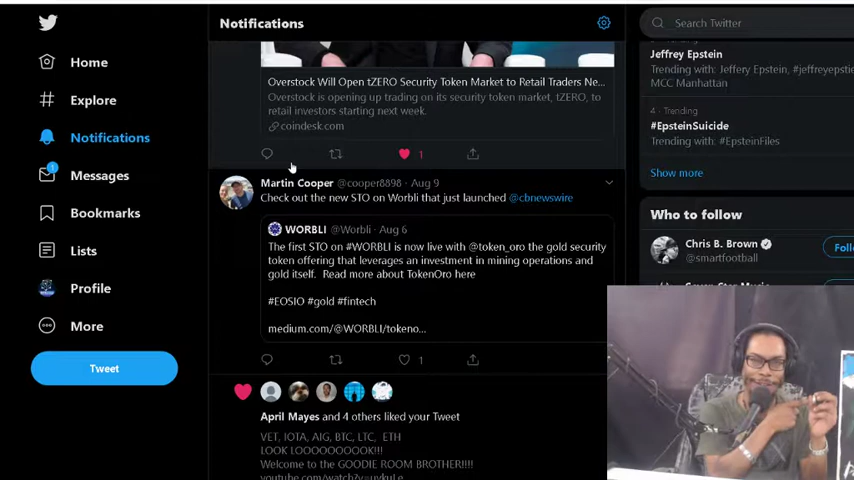 Home
Explore
Notifications
1
Messages
Bookmarks
Lists
Profile
More
Tweet
Notifications
Overstock Will Open tZERO Security Token Market to Retail Traders Ne...
Overstock is opening up trading on its security token market, tZERO, to
retail investors starting next week.
coindesk.com
1
Martin Cooper @cooper8898 · Aug 9
Check out the new STO on Worbli that just launched @cbnewswire
WORBLI @Worbli · Aug 6
The first STO on #WORBLI is now live with @token_oro the gold security
token offering that leverages an investment in mining operations and
gold itself. Read more about TokenOro here
#EOSIO #gold #fintech
medium.com/@WORBLI/tokeno...
1
April Mayes and 4 others liked your Tweet
VET, IOTA, AIG, BTC, LTC, ETH
LOOK LOOOOOOOOK!!!
Welcome to the GOODIE ROOM BROTHER!!!!
Search Twitter
Jeffrey Epstein
Trending with: Jeffery Epstein, #jeffreyepstie
MCC Manhattan
4 · Trending
#EpsteinSuicide
Trending with: #EpsteinFiles
Show more
Who to follow
Chris B. Brown
@smartfootball
Foll